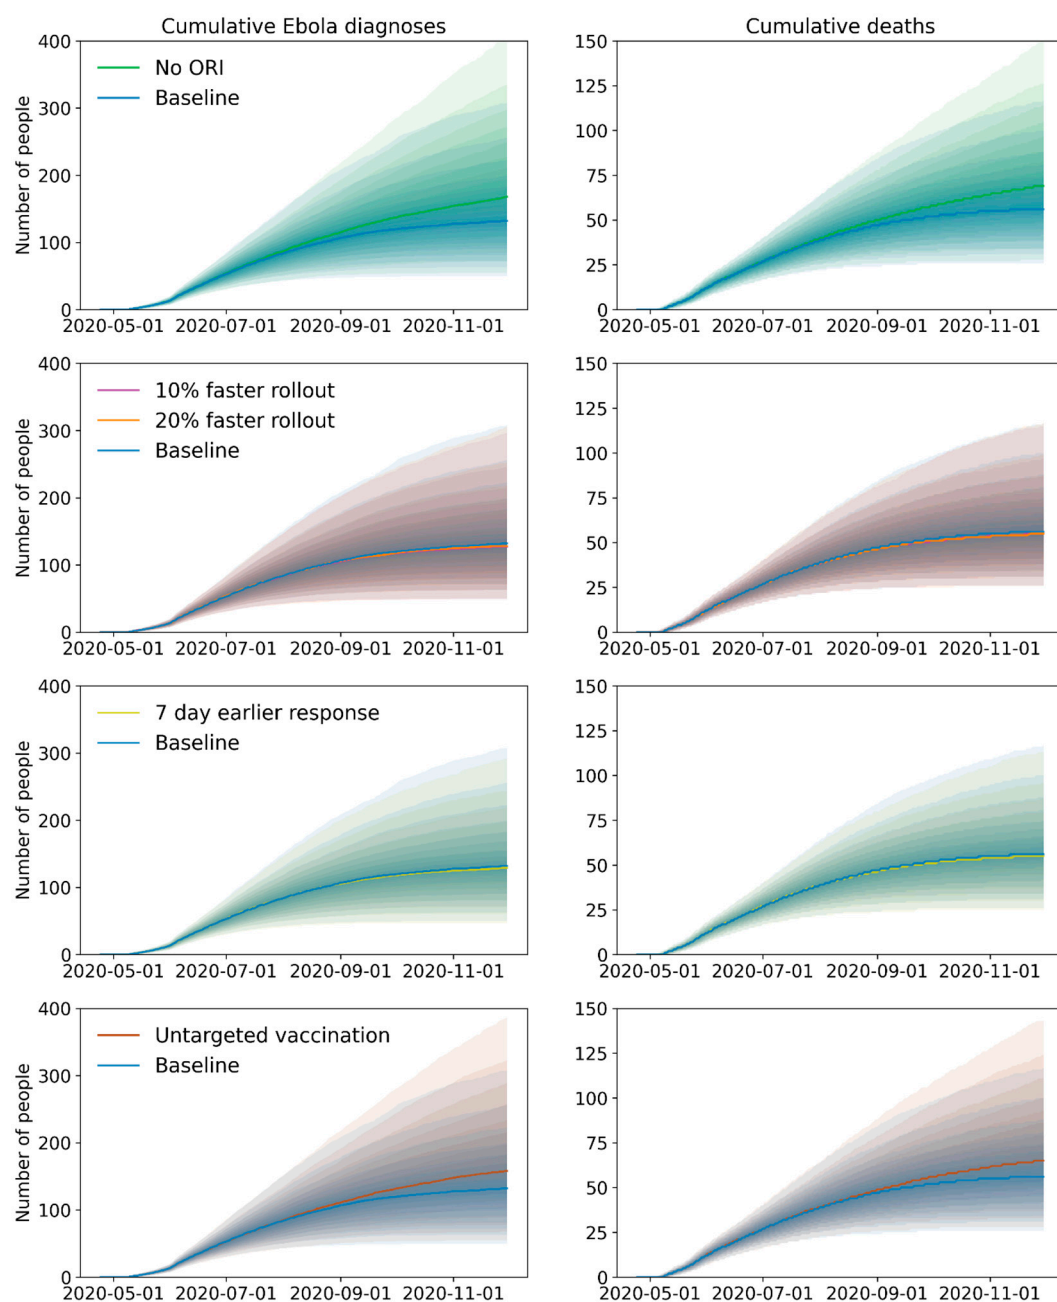 Cumulative Ebola diagnoses
Cumulative deaths
Number of people
400
300
200
100
0
No ORI
Baseline
2020-05-01 2020-07-01 2020-09-01 2020-11-01
150
125
100
75
50
25
0
2020-05-01 2020-07-01 2020-09-01 2020-11-01
Number of people
400
300
200
100
0
10% faster rollout
20% faster rollout
Baseline
2020-05-01 2020-07-01 2020-09-01 2020-11-01
150
125
100
75
50
25
0
2020-05-01 2020-07-01 2020-09-01 2020-11-01
Number of people
400
300
200
100
0
7 day earlier response
Baseline
2020-05-01 2020-07-01 2020-09-01 2020-11-01
150
125
100
75
50
25
0
2020-05-01 2020-07-01 2020-09-01 2020-11-01
Number of people
400
300
200
100
0
Untargeted vaccination
Baseline
2020-05-01 2020-07-01 2020-09-01 2020-11-01
150
125
100
75
50
25
0
2020-05-01 2020-07-01 2020-09-01 2020-11-01